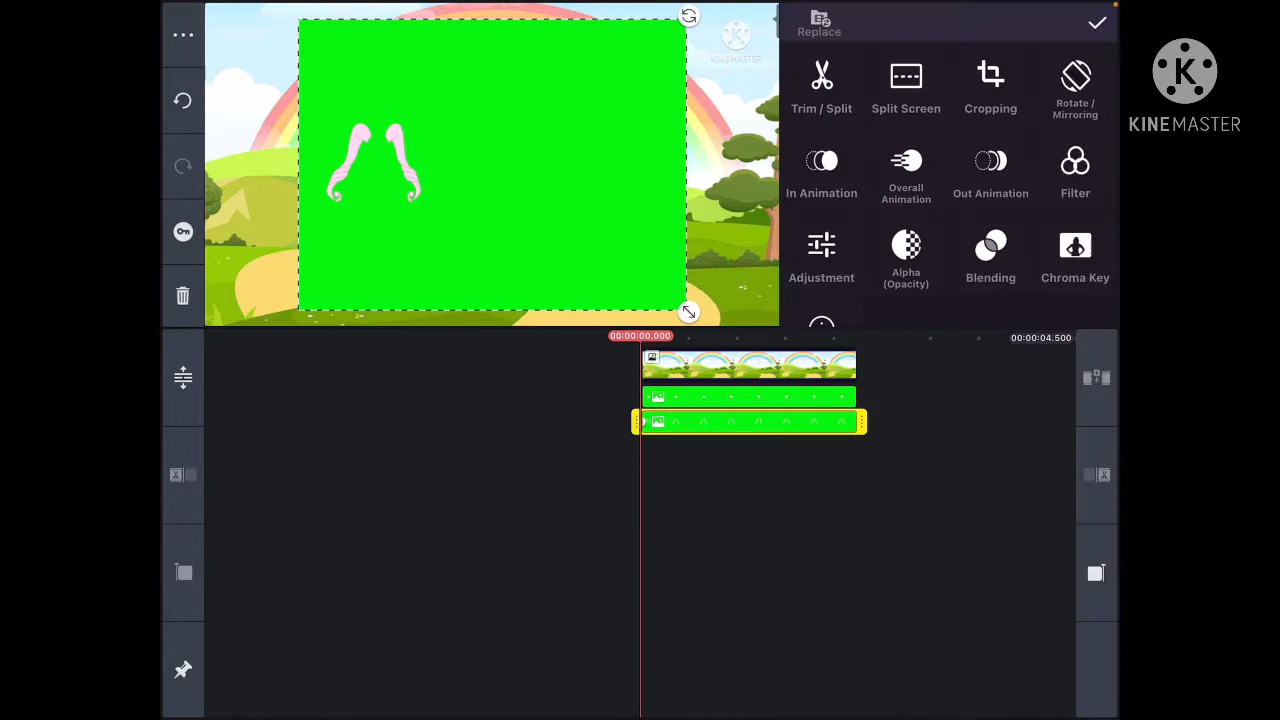 Replace
Trim / Split
Split Screen
Cropping
Rotate /
Mirroring
In Animation
Overall
Animation
Out Animation
Filter
Adjustment
Alpha
(Opacity)
Blending
Chroma Key
K
KINEMASTER
K
KINEMASTER
00:00:00.000
00:00:04.500